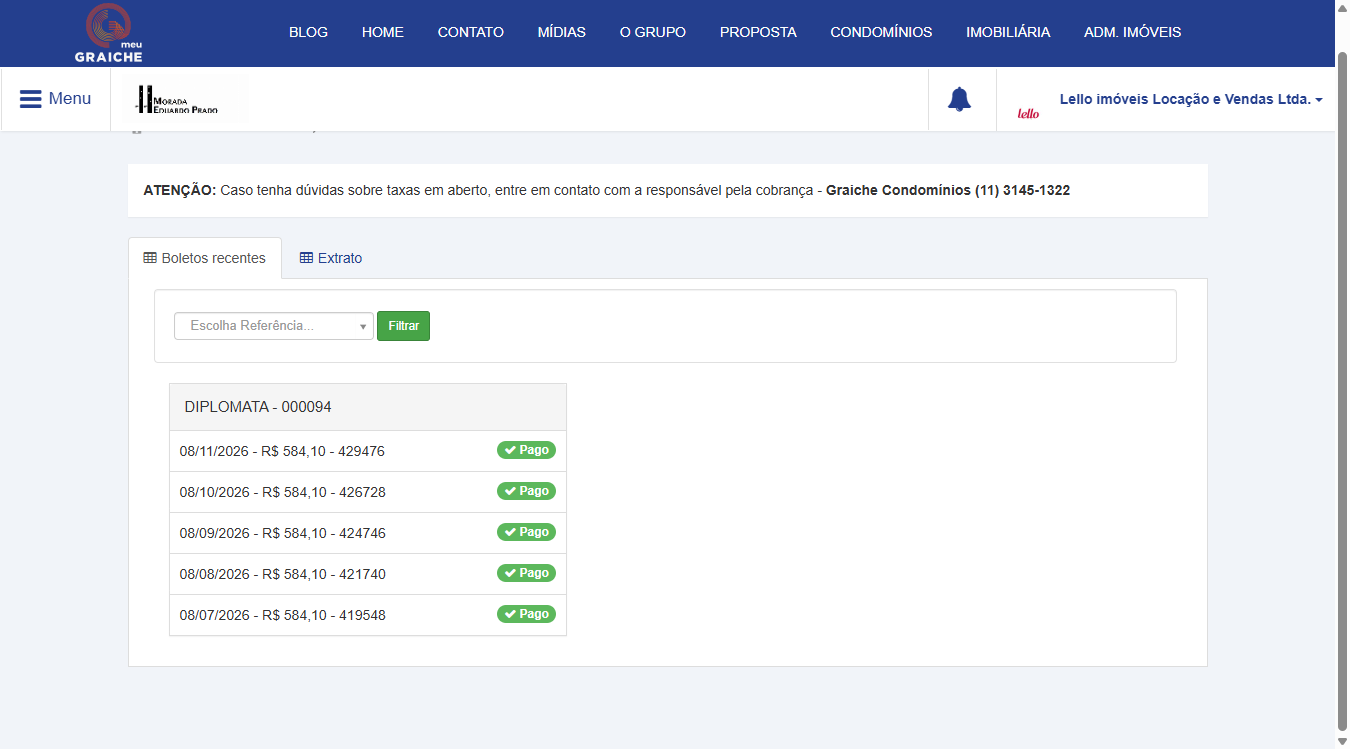 meu
GRAICHE
BLOG HOME CONTATO MÍDIAS O GRUPO PROPOSTA CONDOMÍNIOS IMOBILIÁRIA ADM. IMÓVEIS
Menu
MORADA
EDUARDO PRADO
lello
Lello imóveis Locação e Vendas Ltda.
ATENÇÃO: Caso tenha dúvidas sobre taxas em aberto, entre em contato com a responsável pela cobrança - Graiche Condomínios (11) 3145-1322
Boletos recentes
Extrato
Escolha Referência...
Filtrar
DIPLOMATA - 000094
08/11/2026 - R$ 584,10 - 429476 Pago
08/10/2026 - R$ 584,10 - 426728 Pago
08/09/2026 - R$ 584,10 - 424746 Pago
08/08/2026 - R$ 584,10 - 421740 Pago
08/07/2026 - R$ 584,10 - 419548 Pago